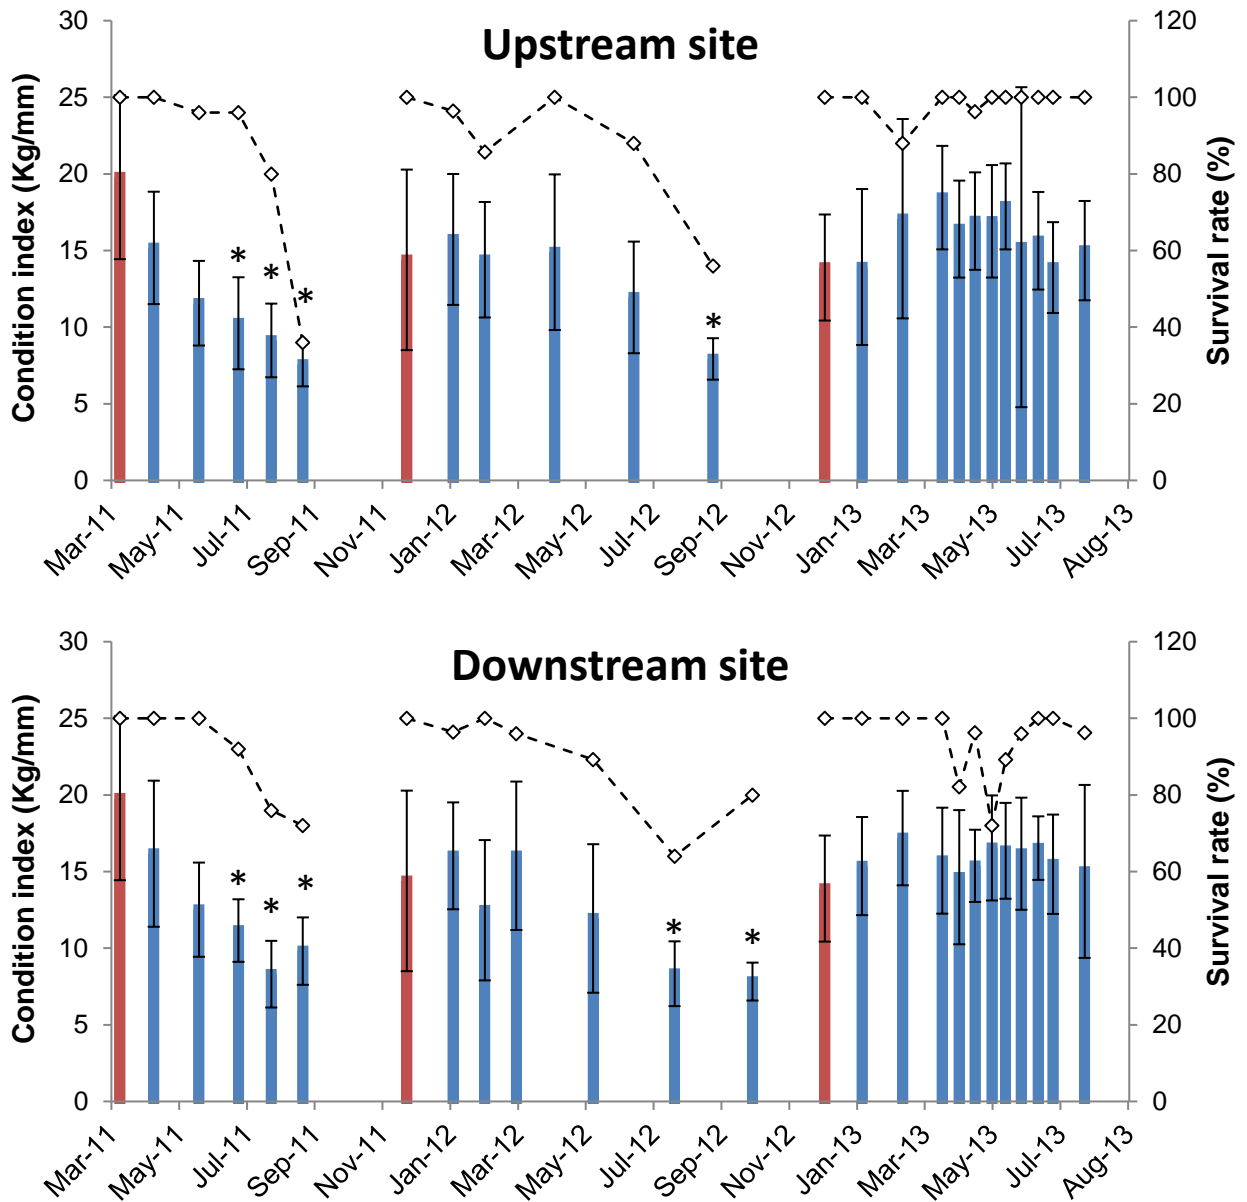 Upstream site
Condition index (Kg/mm)
30
25
20
15
10
5
0
Survival rate (%)
120
100
80
60
40
20
0
* * * *
Mar-11 May-11 Jul-11 Sep-11 Nov-11 Jan-12 Mar-12 May-12 Jul-12 Sep-12 Nov-12 Jan-13 Mar-13 May-13 Jul-13 Aug-13
Downstream site
Condition index (Kg/mm)
30
25
20
15
10
5
0
Survival rate (%)
120
100
80
60
40
20
0
* * * * *
Mar-11 May-11 Jul-11 Sep-11 Nov-11 Jan-12 Mar-12 May-12 Jul-12 Sep-12 Nov-12 Jan-13 Mar-13 May-13 Jul-13 Aug-13